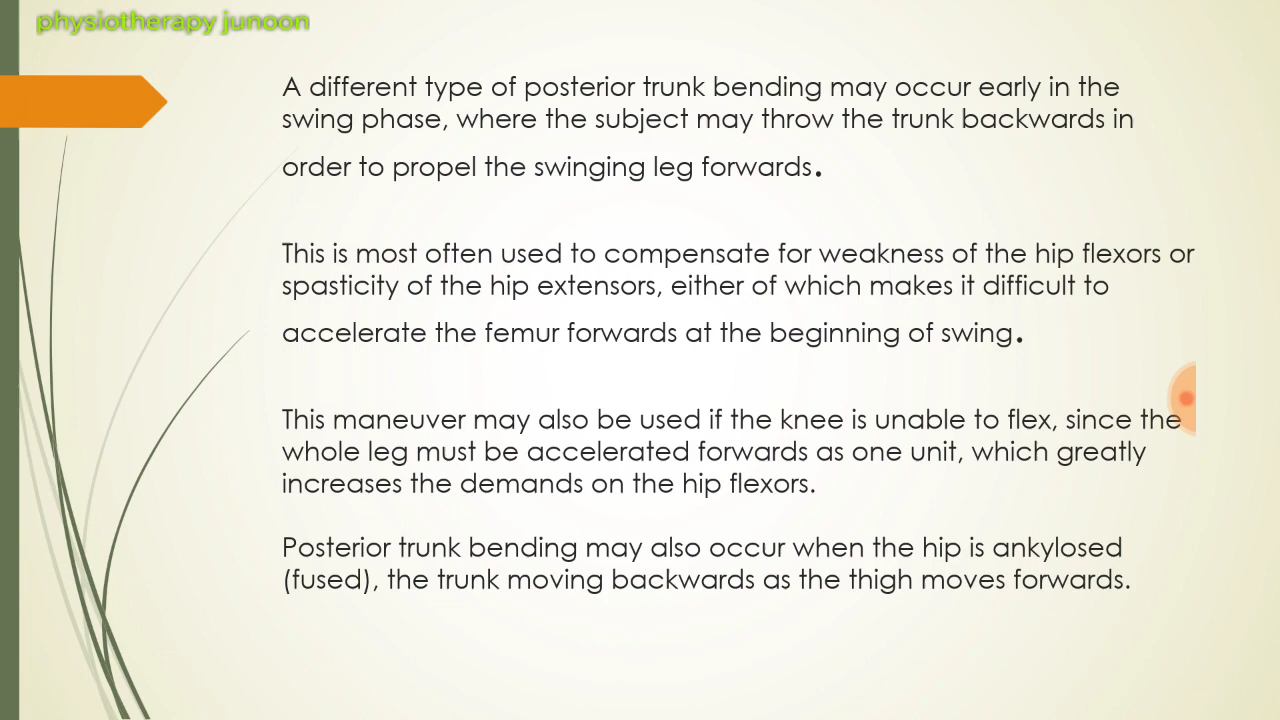 physiotherapy junoon
A different type of posterior trunk bending may occur early in the
swing phase, where the subject may throw the trunk backwards in
order to propel the swinging leg forwards.
This is most often used to compensate for weakness of the hip flexors or
spasticity of the hip extensors, either of which makes it difficult to
accelerate the femur forwards at the beginning of swing.
This maneuver may also be used if the knee is unable to flex, since the
whole leg must be accelerated forwards as one unit, which greatly
increases the demands on the hip flexors.
Posterior trunk bending may also occur when the hip is ankylosed
(fused), the trunk moving backwards as the thigh moves forwards.